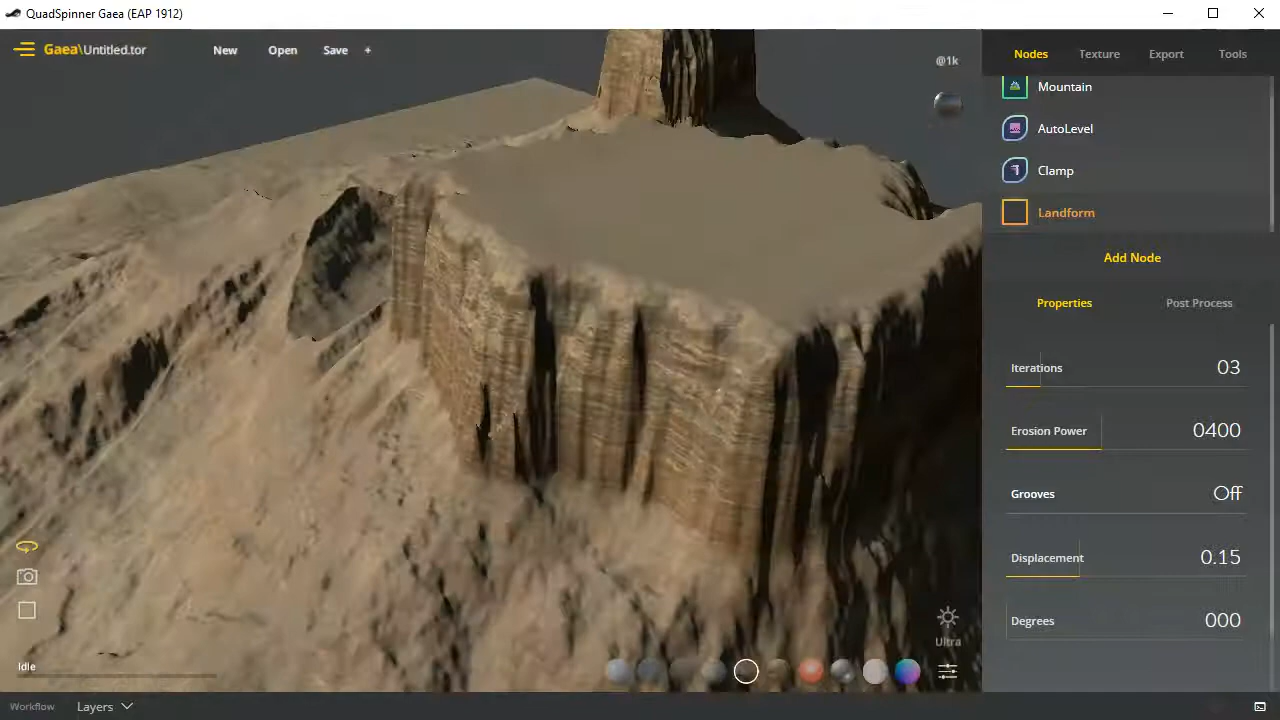 QuadSpinner Gaea (EAP 1912)
Gaea\Untitled.tor New Open Save +
@1k
Nodes Texture Export Tools
Mountain
AutoLevel
Clamp
Landform
Add Node
Properties Post Process
Iterations 03
Erosion Power 0400
Grooves Off
Displacement 0.15
Degrees 000
Ultra
Idle
Workflow Layers